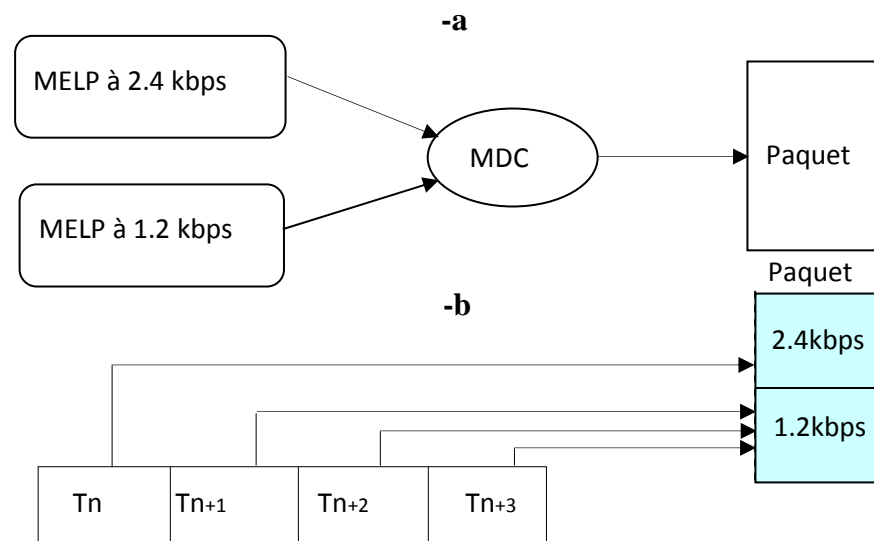 -a
MELP à 2.4 kbps
MDC
Paquet
MELP à 1.2 kbps
Paquet
-b
2.4kbps
1.2kbps
Tn Tn+1 Tn+2 Tn+3